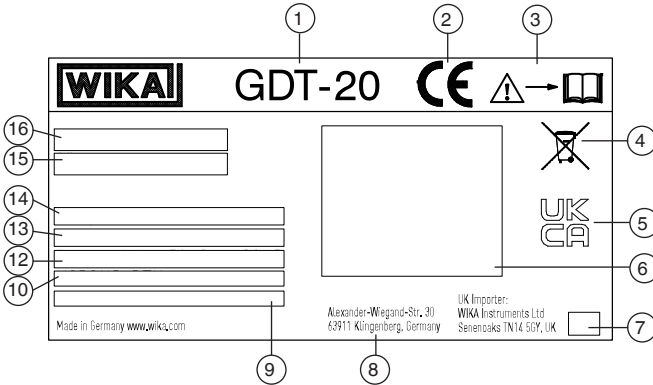 1
2
3
WIKA
GDT-20
CE
16
15
4
14
13
12
10
UK
CA
5
6
Made in Germany www.wika.com
Alexander-Wiegand-Str. 30
63911 Klingenberg, Germany
UK Importer:
WIKA Instruments Ltd
Senenoaks TN14 5GY, UK
7
9
8